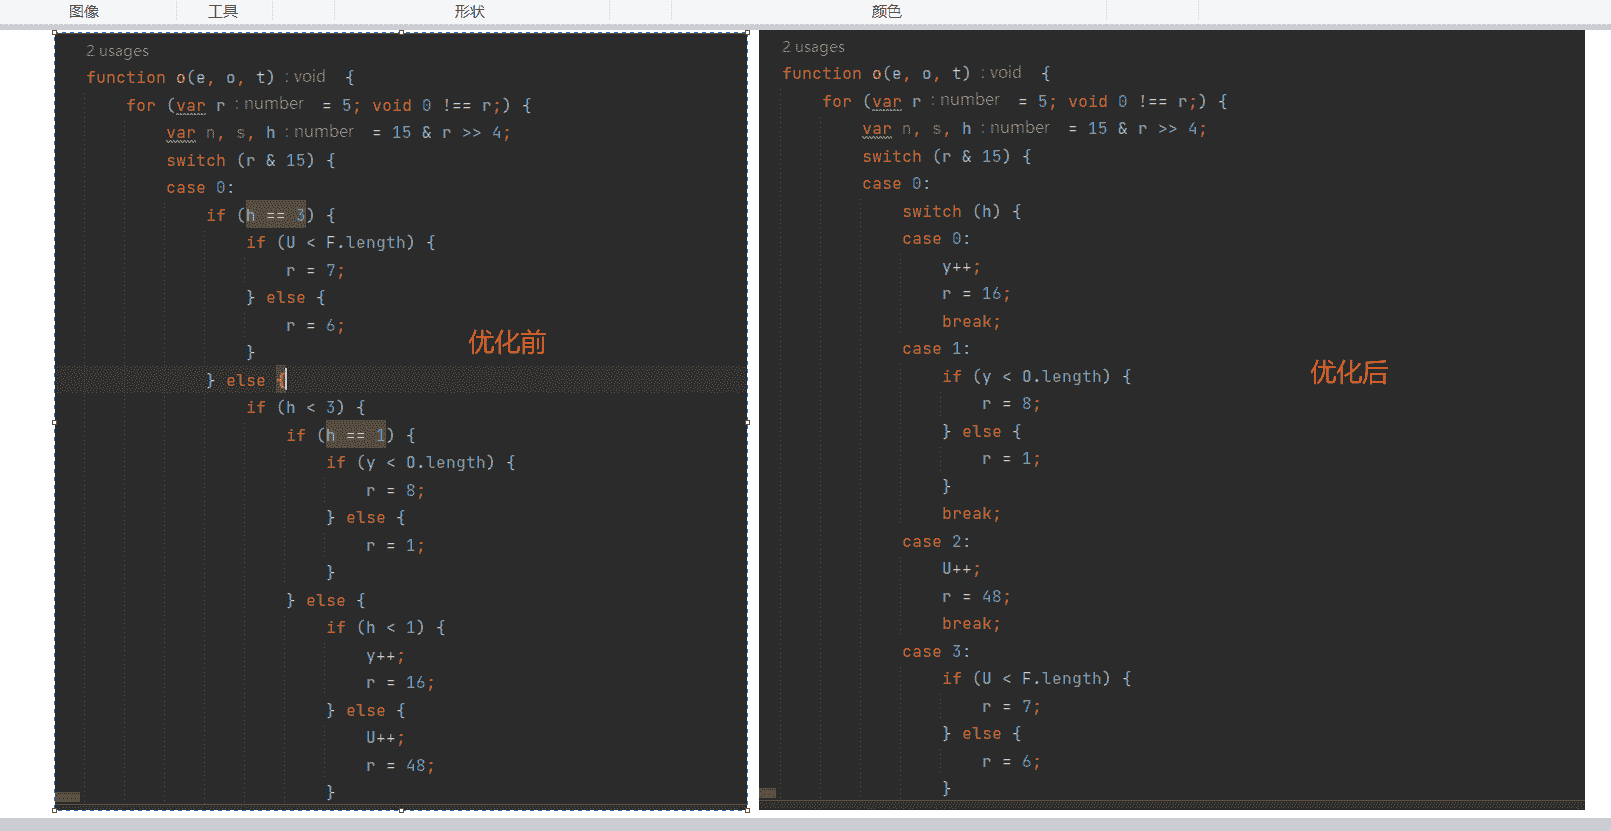 图像 工具 形状 颜色
2 usages
function o(e, o, t) : void {
for (var r : number = 5; void 0 !== r;) {
var n, s, h : number = 15 & r >> 4;
switch (r & 15) {
case 0:
if (h == 3) {
if (U < F.length) {
r = 7;
} else {
r = 6;
}
} else {
if (h < 3) {
if (h == 1) {
if (y < O.length) {
r = 8;
} else {
r = 1;
}
} else {
if (h < 1) {
y++;
r = 16;
} else {
U++;
r = 48;
}
优化前
2 usages
function o(e, o, t) : void {
for (var r : number = 5; void 0 !== r;) {
var n, s, h : number = 15 & r >> 4;
switch (r & 15) {
case 0:
switch (h) {
case 0:
y++;
r = 16;
break;
case 1:
if (y < O.length) {
r = 8;
} else {
r = 1;
}
break;
case 2:
U++;
r = 48;
break;
case 3:
if (U < F.length) {
r = 7;
} else {
r = 6;
}
优化后